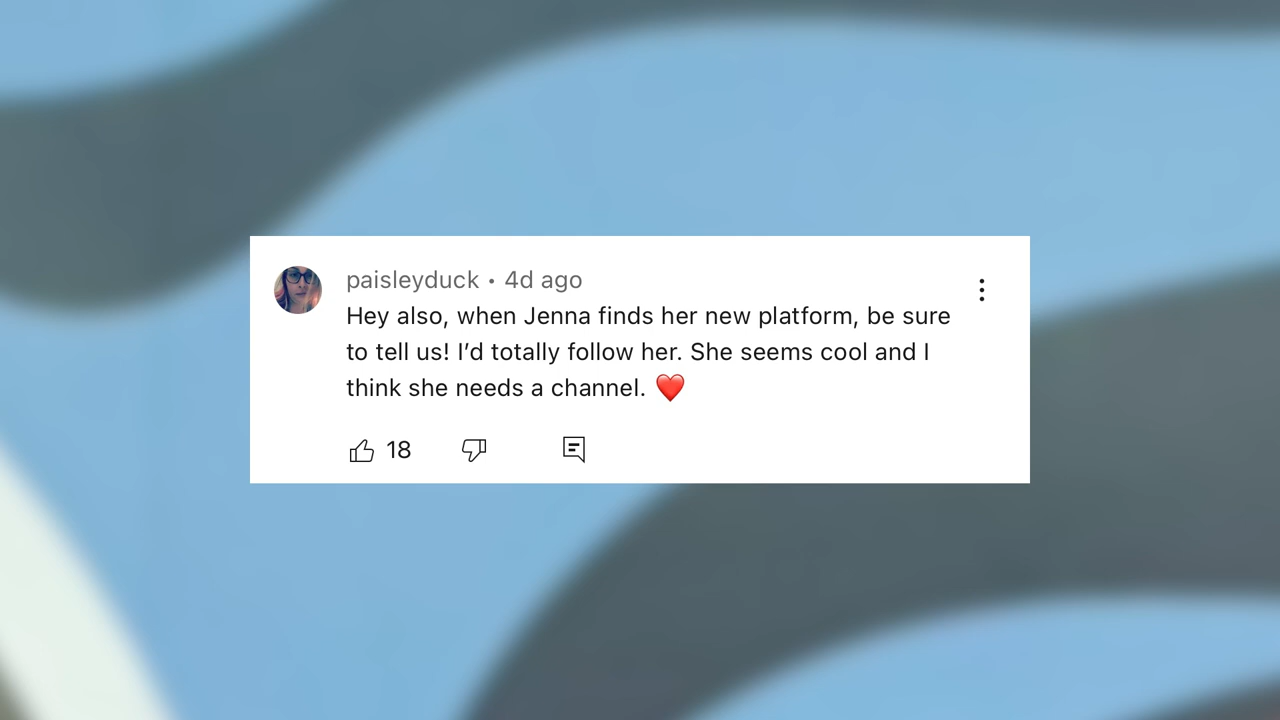 paisleyduck • 4d ago
Hey also, when Jenna finds her new platform, be sure
to tell us! I’d totally follow her. She seems cool and I
think she needs a channel. ❤️
18